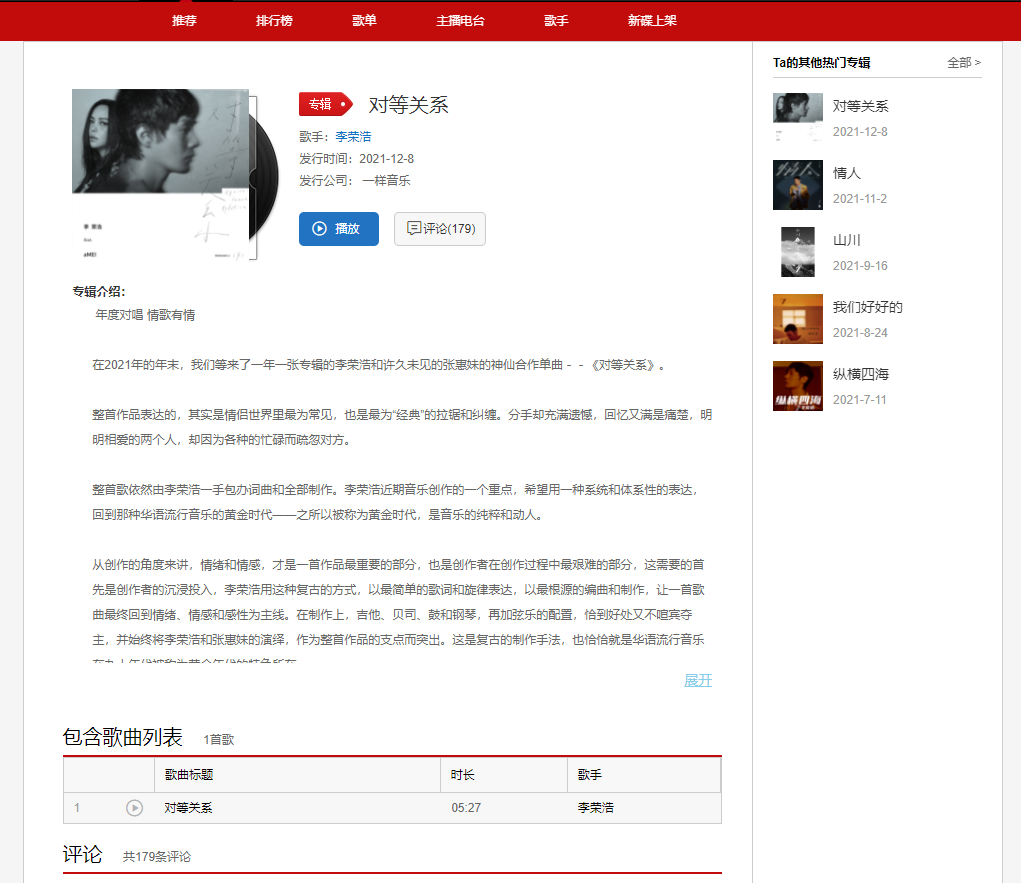 推荐 排行榜 歌单 主播电台 歌手 新碟上架
专辑 对等关系
歌手：李荣浩
发行时间：2021-12-8
发行公司： 一样音乐
播放 评论(179)
李 荣浩
aMEI
专辑介绍：
年度对唱 情歌有情
在2021年的年末，我们等来了一年一张专辑的李荣浩和许久未见的张惠妹的神仙合作单曲－－《对等关系》。
整首作品表达的，其实是情侣世界里最为常见，也是最为“经典”的拉锯和纠缠。分手却充满遗憾，回忆又满是痛楚，明
明相爱的两个人，却因为各种的忙碌而疏忽对方。
整首歌依然由李荣浩一手包办词曲和全部制作。李荣浩近期音乐创作的一个重点，希望用一种系统和体系性的表达，
回到那种华语流行音乐的黄金时代——之所以被称为黄金时代，是音乐的纯粹和动人。
从创作的角度来讲，情绪和情感，才是一首作品最重要的部分，也是创作者在创作过程中最艰难的部分，这需要的首
先是创作者的沉浸投入，李荣浩用这种复古的方式，以最简单的歌词和旋律表达，以最根源的编曲和制作，让一首歌
曲最终回到情绪、情感和感性为主线。在制作上，吉他、贝司、鼓和钢琴，再加弦乐的配置，恰到好处又不喧宾夺
主，并始终将李荣浩和张惠妹的演绎，作为整首作品的支点而突出。这是复古的制作手法，也恰恰就是华语流行音乐
展开
包含歌曲列表 1首歌
歌曲标题 时长 歌手
1 对等关系 05:27 李荣浩
评论 共179条评论
Ta的其他热门专辑 全部 >
对等关系
2021-12-8
情人
2021-11-2
山川
2021-9-16
我们好好的
2021-8-24
纵横四海
纵横四海
2021-7-11